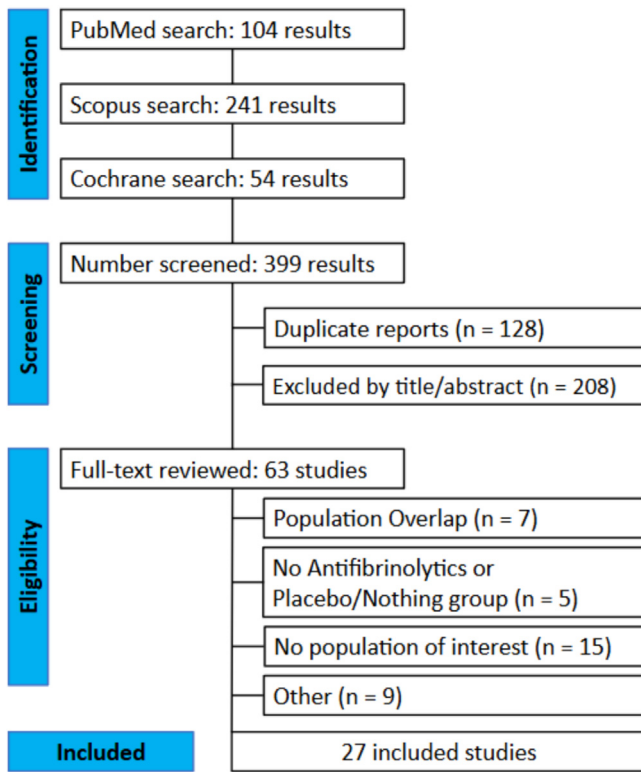 Identification
PubMed search: 104 results
Scopus search: 241 results
Cochrane search: 54 results
Screening
Number screened: 399 results
Duplicate reports (n = 128)
Excluded by title/abstract (n = 208)
Eligibility
Full-text reviewed: 63 studies
Population Overlap (n = 7)
No Antifibrinolytics or
Placebo/Nothing group (n = 5)
No population of interest (n = 15)
Other (n = 9)
Included
27 included studies